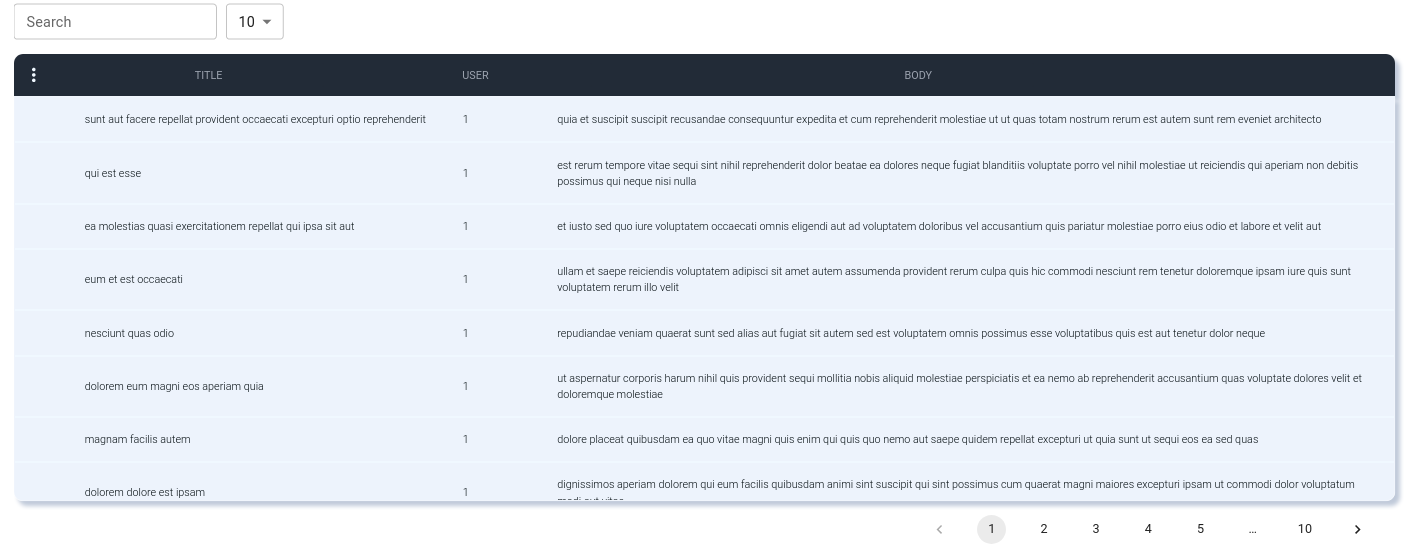 Search
10
TITLE USER BODY
sunt aut facere repellat provident occaecati excepturi optio reprehenderit 1 quia et suscipit suscipit recusandae consequuntur expedita et cum reprehenderit molestiae ut ut quas totam nostrum rerum est autem sunt rem eveniet architecto
qui est esse 1 est rerum tempore vitae sequi sint nihil reprehenderit dolor beatae ea dolores neque fugiat blanditiis voluptate porro vel nihil molestiae ut reiciendis qui aperiam non debitis
possimus qui neque nisi nulla
ea molestias quasi exercitationem repellat qui ipsa sit aut 1 et iusto sed quo iure voluptatem occaecati omnis eligendi aut ad voluptatem doloribus vel accusantium quis pariatur molestiae porro eius odio et labore et velit aut
eum et est occaecati 1 ullam et saepe reiciendis voluptatem adipisci sit amet autem assumenda provident rerum culpa quis hic commodi nesciunt rem tenetur doloremque ipsam iure quis sunt
voluptatem rerum illo velit
nesciunt quas odio 1 repudiandae veniam quaerat sunt sed alias aut fugiat sit autem sed est voluptatem omnis possimus esse voluptatibus quis est aut tenetur dolor neque
dolorem eum magni eos aperiam quia 1 ut aspernatur corporis harum nihil quis provident sequi mollitia nobis aliquid molestiae perspiciatis et ea nemo ab reprehenderit accusantium quas voluptate dolores velit et
doloremque molestiae
magnam facilis autem 1 dolore placeat quibusdam ea quo vitae magni quis enim qui quis quo nemo aut saepe quidem repellat excepturi ut quia sunt ut sequi eos ea sed quas
dolorem dolore est ipsam 1 dignissimos aperiam dolorem qui eum facilis quibusdam animi sint suscipit qui sint possimus cum quaerat magni maiores excepturi ipsam ut commodi dolor voluptatum
1 2 3 4 5 ... 10